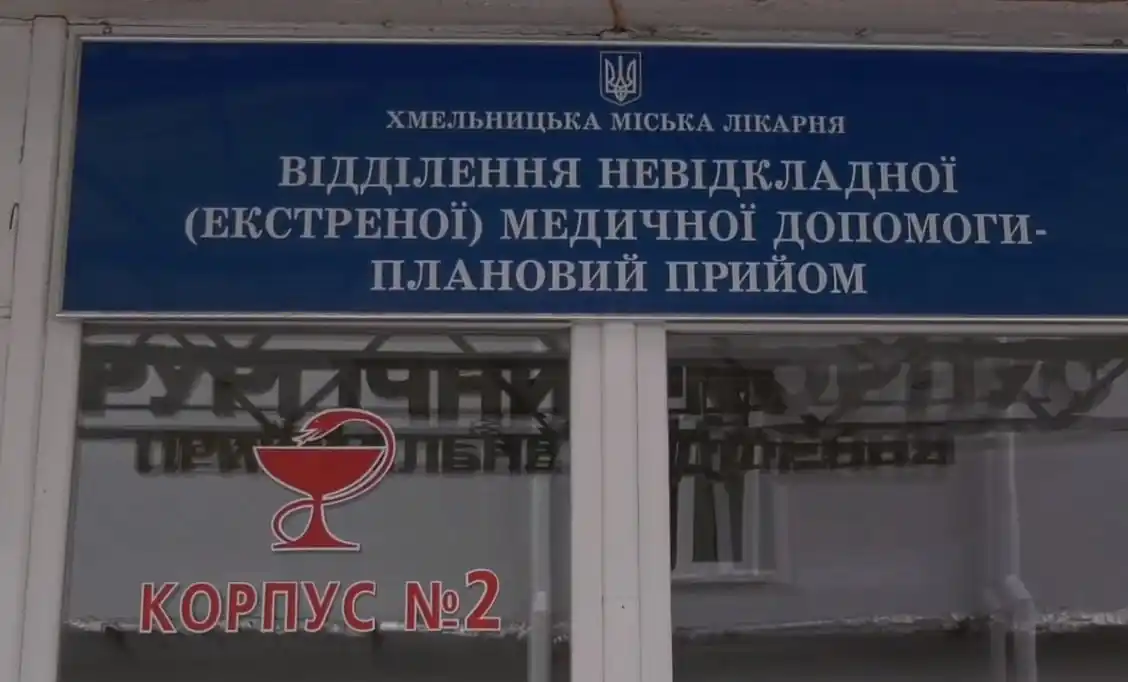 ХМЕЛЬНИЦЬКА МІСЬКА ЛІКАРНЯ
ВІДДІЛЕННЯ НЕВІДКЛАДНОЇ
(ЕКСТРЕНОЇ) МЕДИЧНОЇ ДОПОМОГИ-
ПЛАНОВИЙ ПРИЙОМ
КОРПУС №2